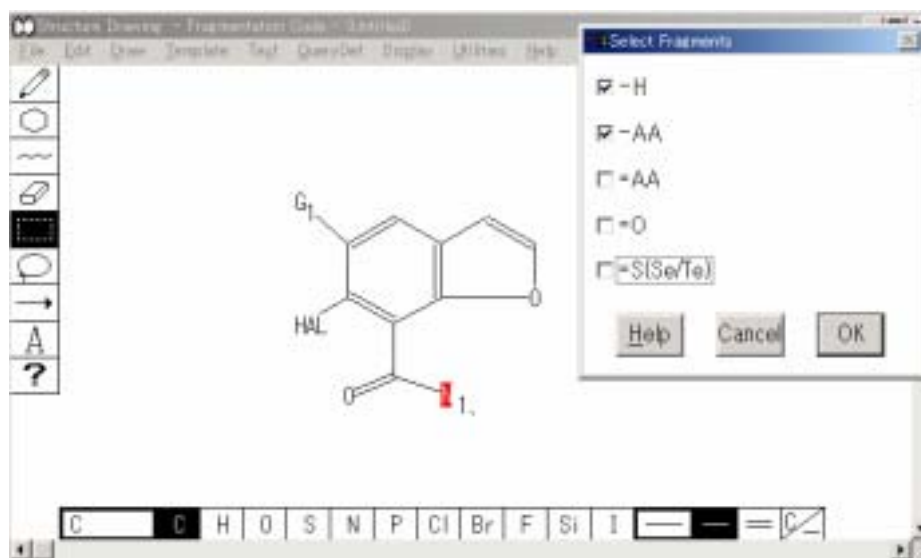 Structure Drawing - Fragmentation Code - (Untitled)
File Edit Draw Template Text QueryDef Display Utilities Help
Select Fragments
-H
-AA
=AA
=O
=S(Se/Te)
Help Cancel OK
G1
O
HAL
O
1.
A
?
C C H O S N P Cl Br F Si I